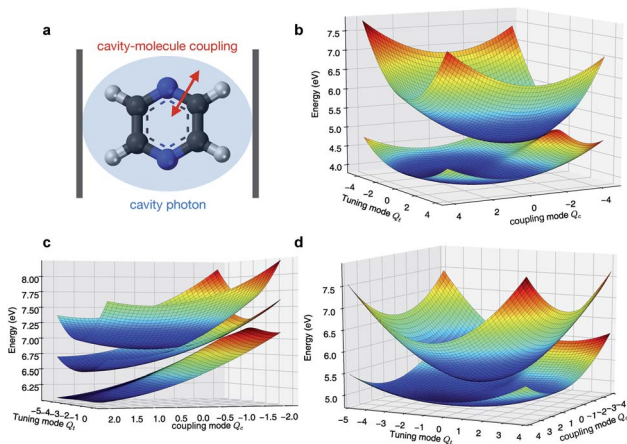 a
cavity-molecule coupling
cavity photon
b
Energy (eV)
7.5
7.0
6.5
6.0
5.5
5.0
4.5
4.0
-4
-2
0
2
4
Tuning mode Qt
4
2
0
-2
-4
coupling mode Qc
c
Energy (eV)
8.00
7.75
7.50
7.25
7.00
6.75
6.50
6.25
-5-4-3-2-1 0
Tuning mode Qt
2.0 1.5 1.0 0.5 0.0 -0.5 -1.0 -1.5 -2.0
coupling mode Qc
d
Energy (eV)
7.5
7.0
6.5
6.0
5.5
5.0
-5 -4 -3 -2 -1 0 1 2 3 4
Tuning mode Qt
4 3 2 1 0 -1 -2 -3 -4
coupling mode Qc